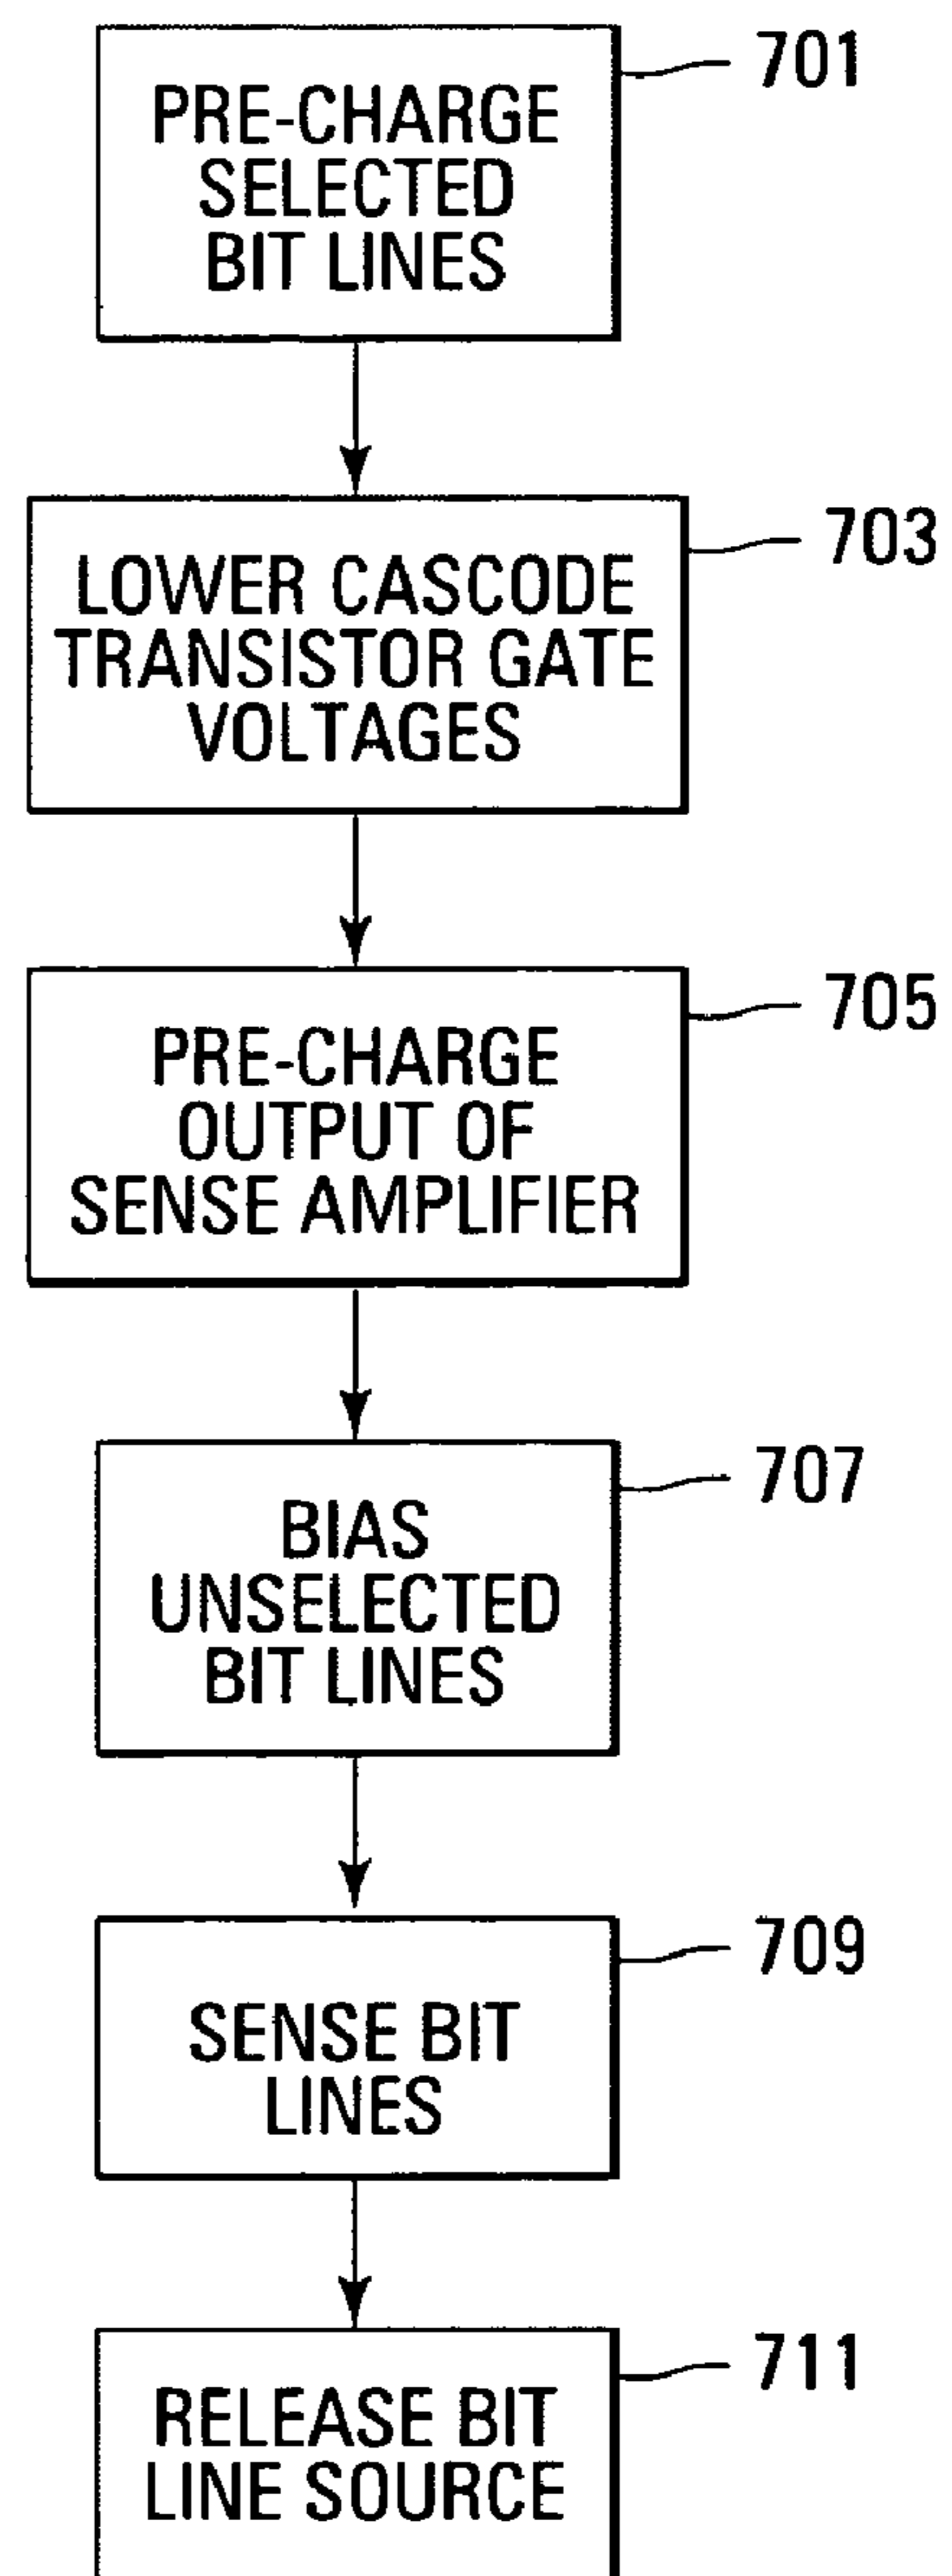 701
PRE-CHARGE
SELECTED
BIT LINES
703
LOWER CASCODE
TRANSISTOR GATE
VOLTAGES
705
PRE-CHARGE
OUTPUT OF
SENSE AMPLIFIER
707
BIAS
UNSELECTED
BIT LINES
709
SENSE BIT
LINES
711
RELEASE BIT
LINE SOURCE